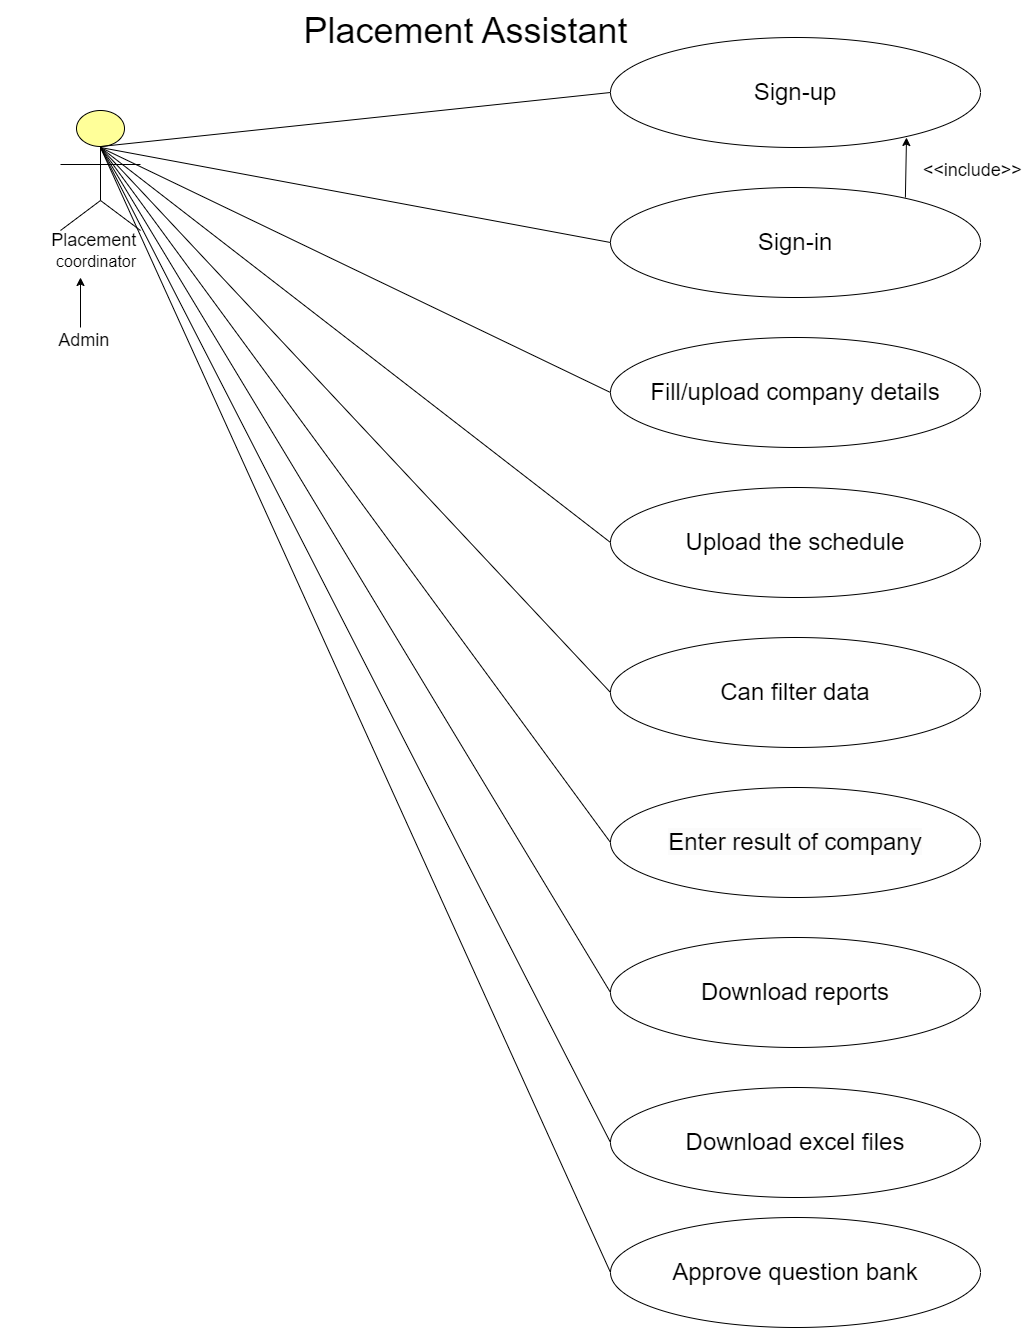 Placement Assistant
Sign-up
<<include>>
Sign-in
Placement
coordinator
Admin
Fill/upload company details
Upload the schedule
Can filter data
Enter result of company
Download reports
Download excel files
Approve question bank